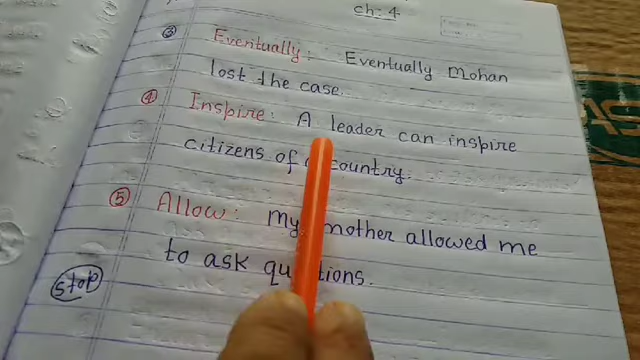 ch: 4
③ Eventually: Eventually Mohan
lost the case.
④ Inspire: A leader can inspire
citizens of country.
⑤ Allow: My mother allowed me
to ask questions.
Stop